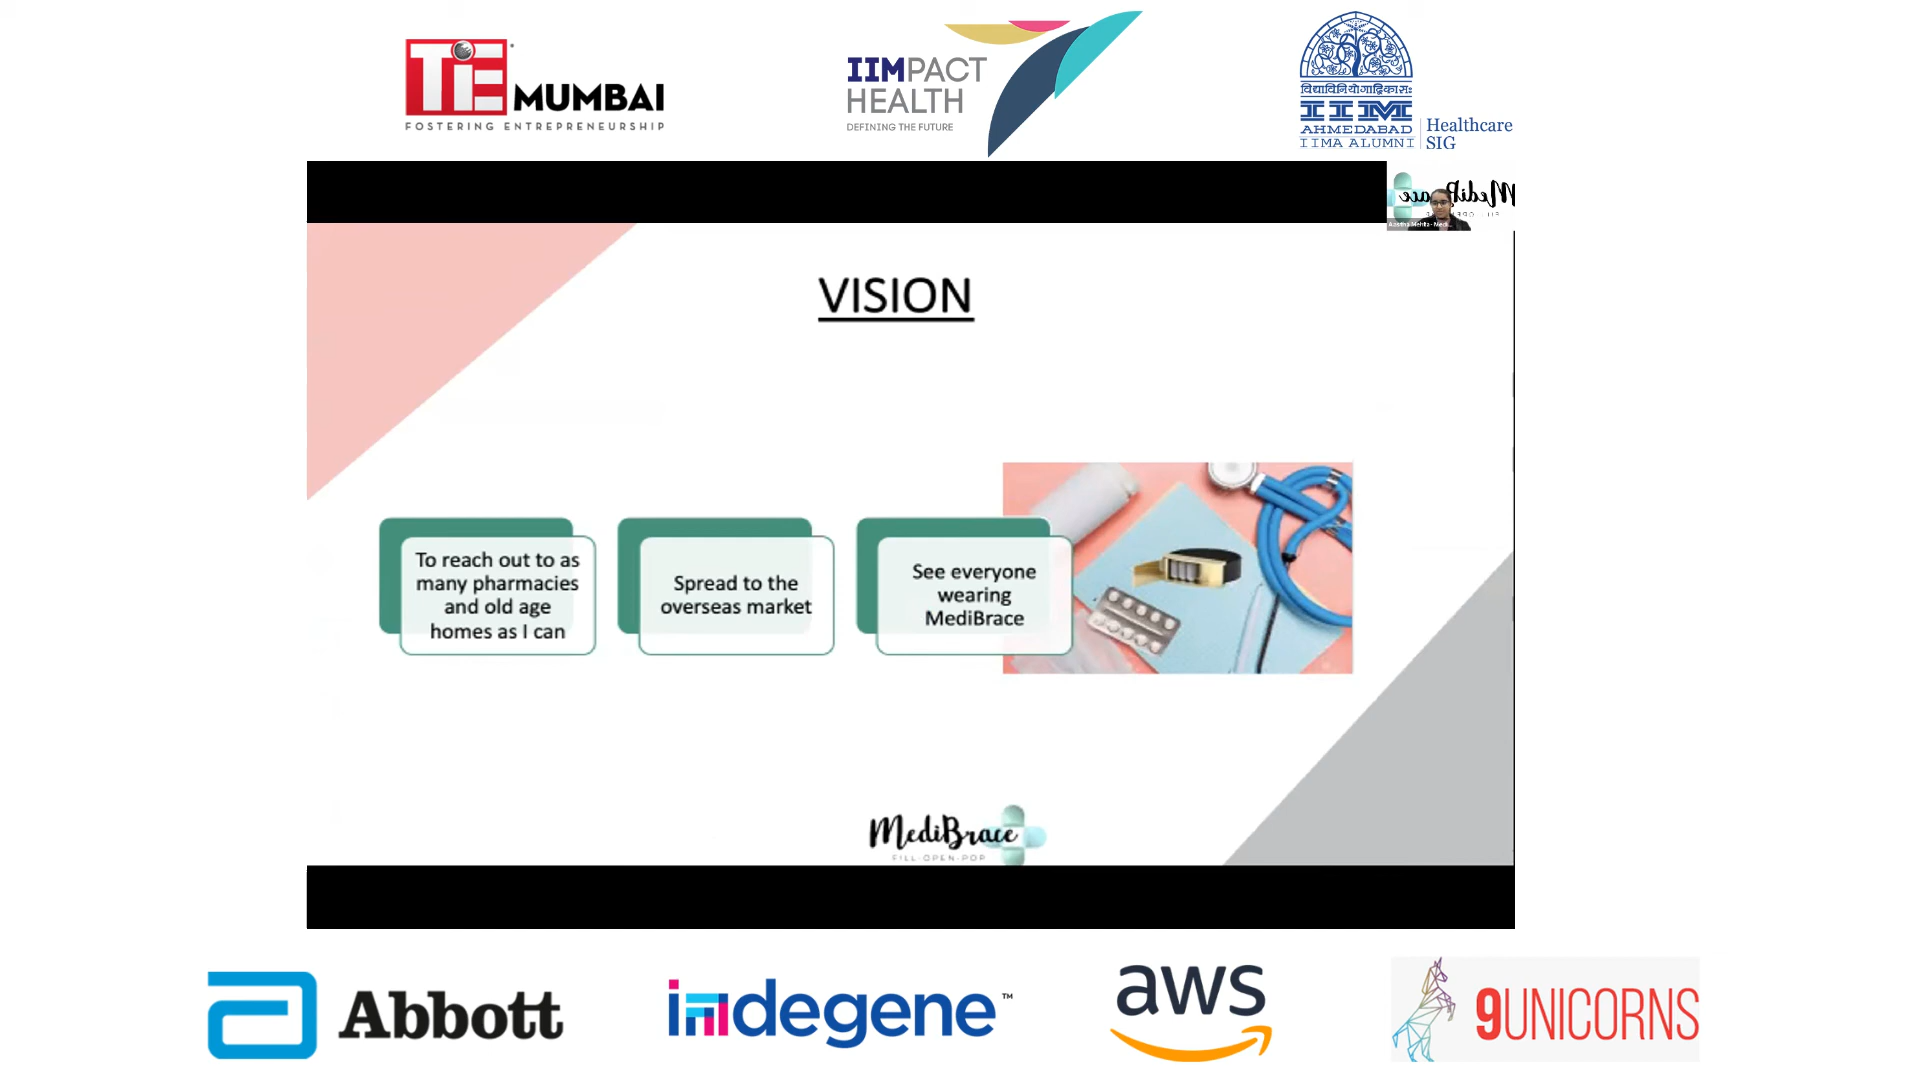 TiE MUMBAI
FOSTERING ENTREPRENEURSHIP
IIMPACT
HEALTH
DEFINING THE FUTURE
विद्याविनियोगाद्विकासः
IIM
AHMEDABAD
IIMA ALUMNI
Healthcare
SIG
MediBrace
VISION
To reach out to as
many pharmacies
and old age
homes as I can
Spread to the
overseas market
See everyone
wearing
MediBrace
MediBrace
FILL-OPEN-POP
Abbott
indegene™
aws
9UNICORNS